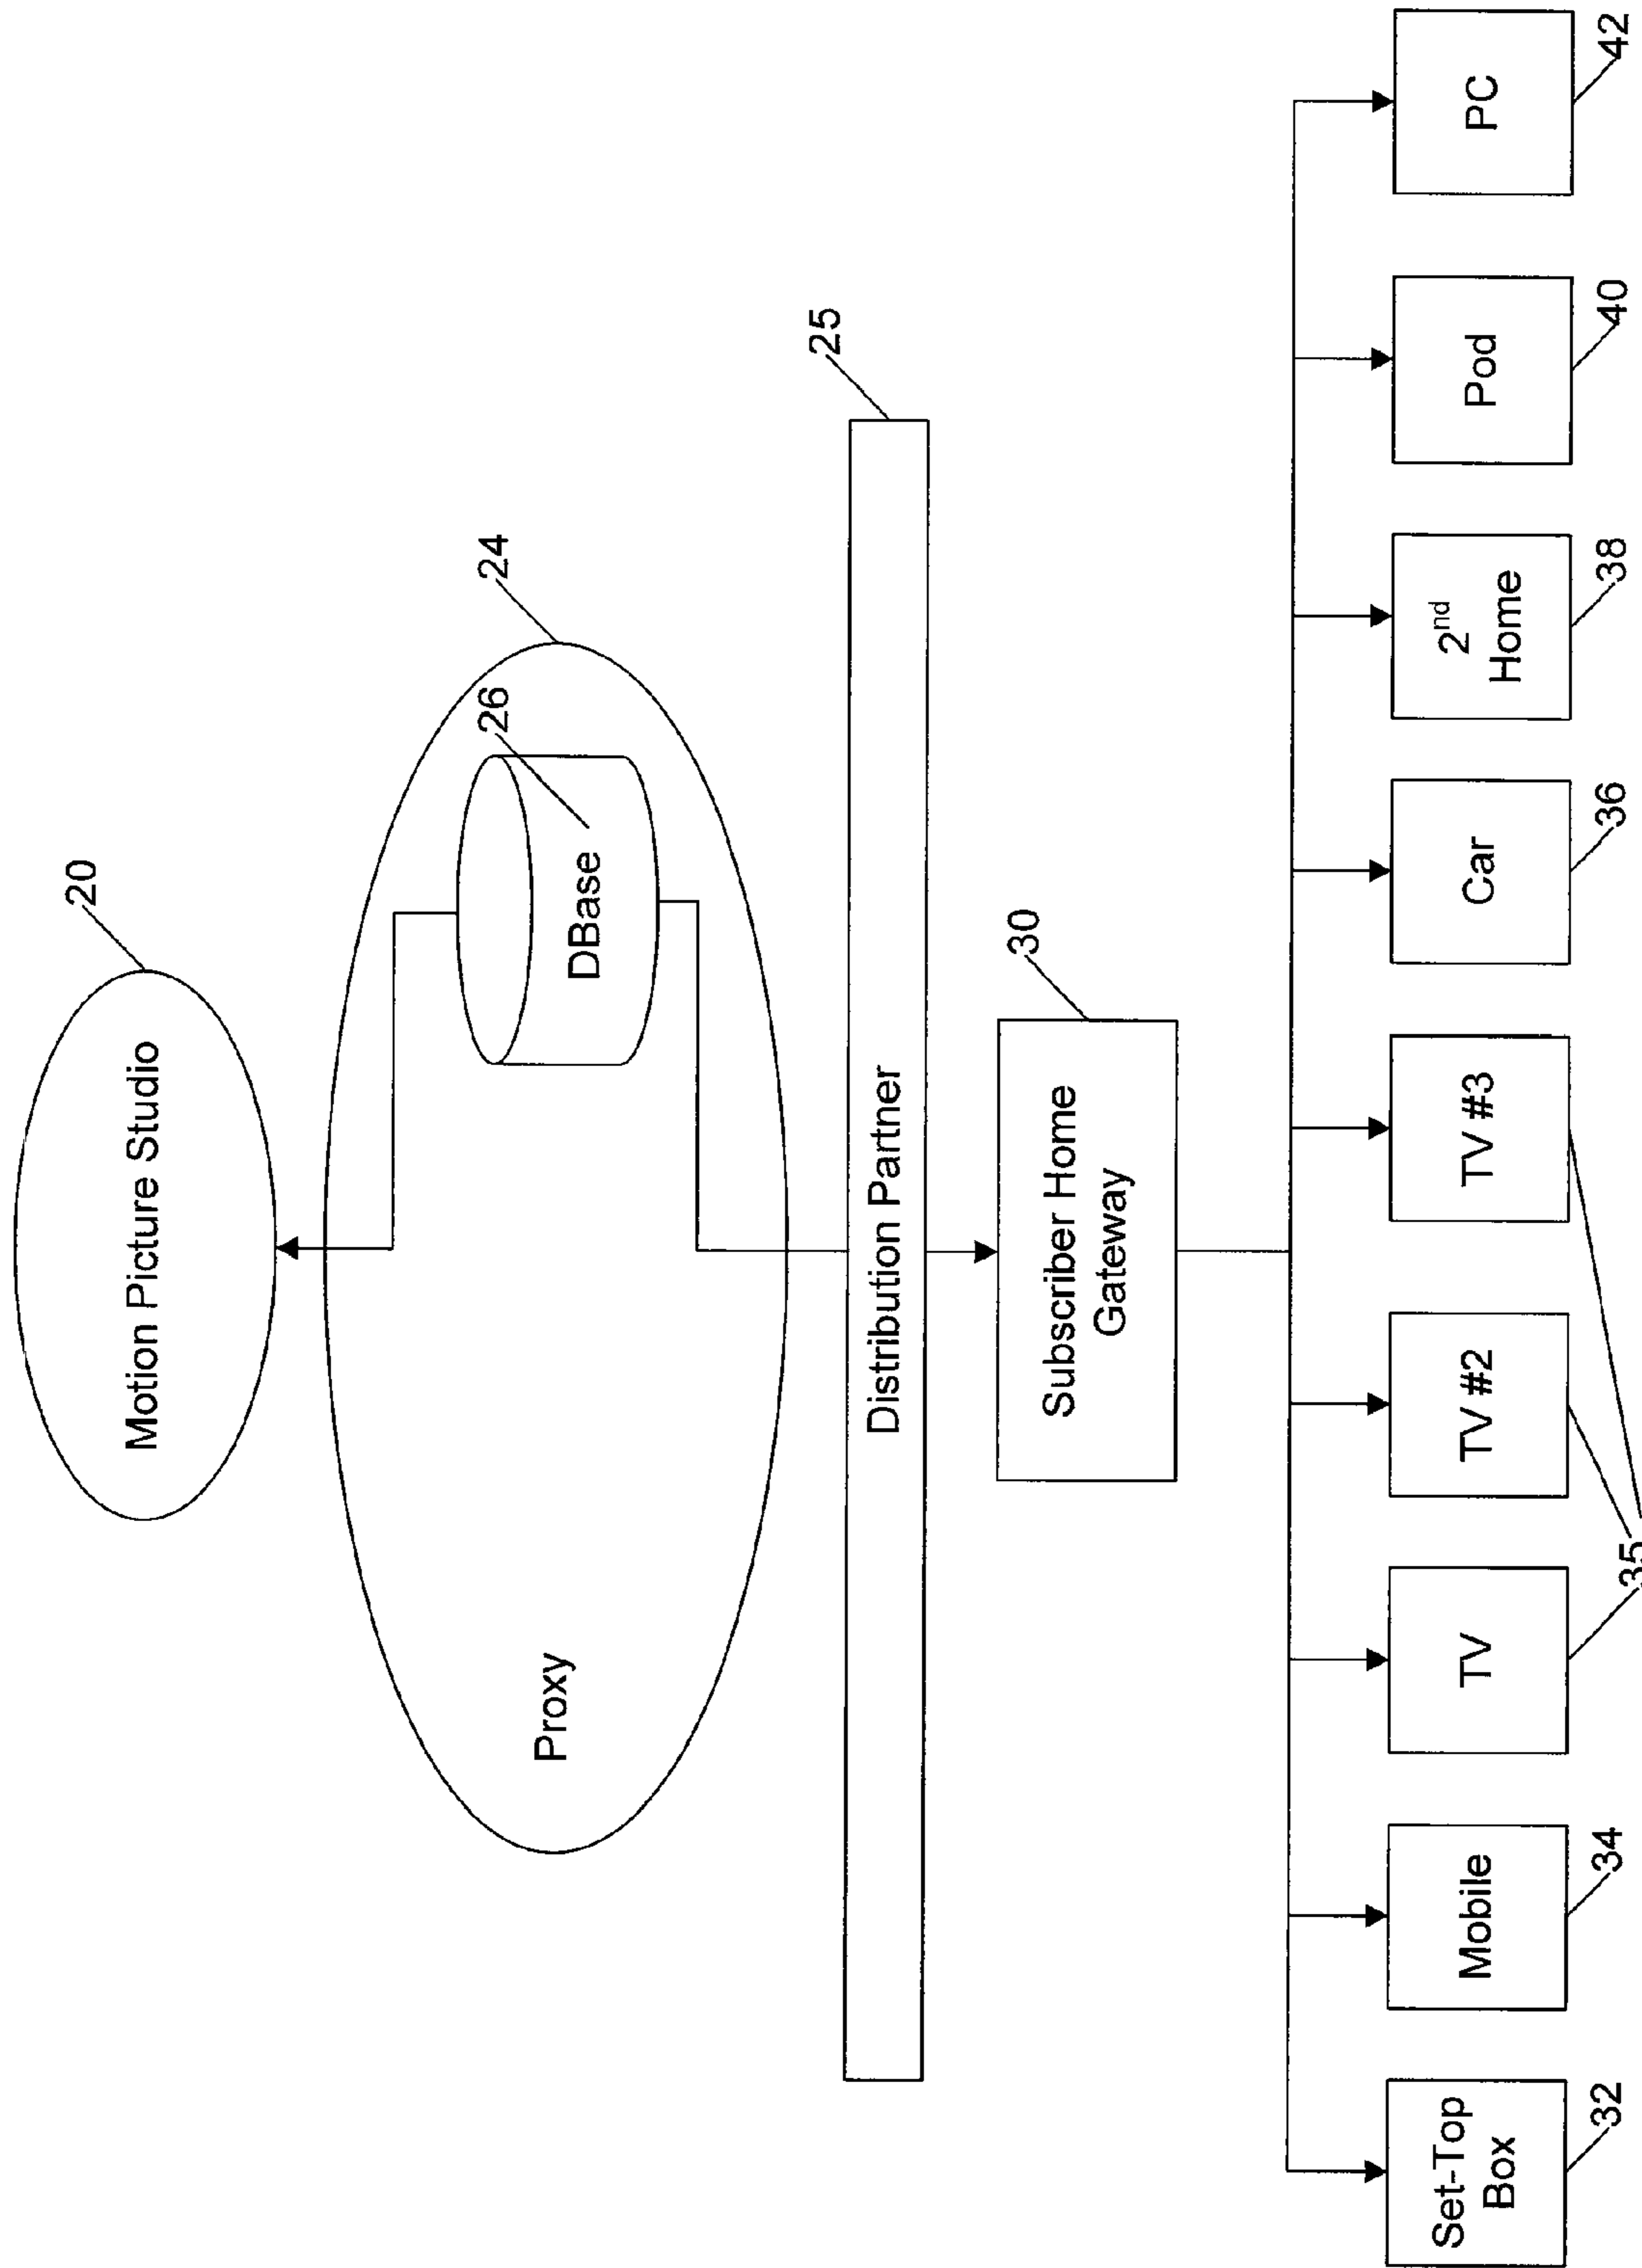 Motion Picture Studio
20
24
26
DBase
Proxy
25
Distribution Partner
30
Subscriber Home
Gateway
Set-Top
Box
Mobile
TV
TV #2
TV #3
Car
2nd
Home
Pod
PC
32
34
35
36
38
40
42